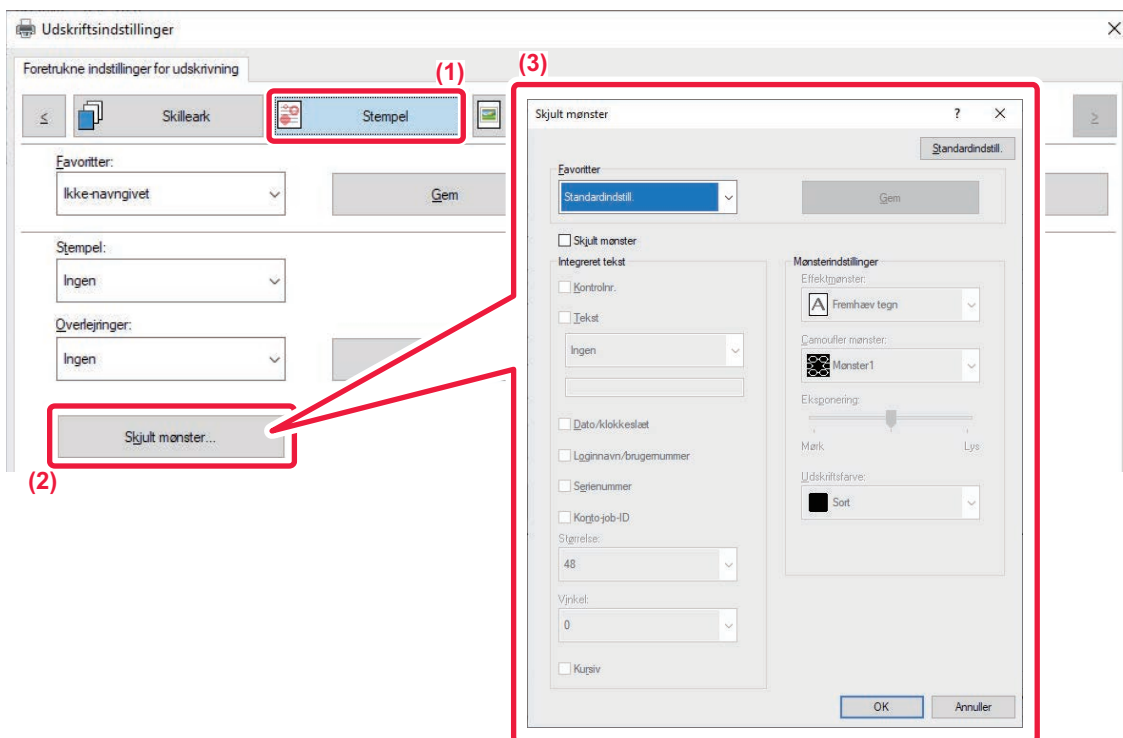 Udskriftsindstillinger
Foretrukne indstillinger for udskrivning
(1)
(3)
<
Skilleark
Stempel
>
Favoritter:
Ikke-navngivet
Gem
Stempel:
Ingen
Overlejringer:
Ingen
Skjult mønster...
(2)
Skjult mønster
?
Standardindstill.
Favoritter
Standardindstill.
Gem
Skjult mønster
Integreret tekst
Kontrolnr.
Tekst
Ingen
Dato/klokkeslæt
Loginnavn/brugernummer
Serienummer
Konto-job-ID
Størrelse:
48
Vinkel:
0
Kursiv
Mønsterindstillinger
Effektmønster:
A
Fremhæv tegn
Camoufler mønster:
Mønster1
Eksponering:
Mørk
Lys
Udskriftsfarve:
Sort
OK
Annuller